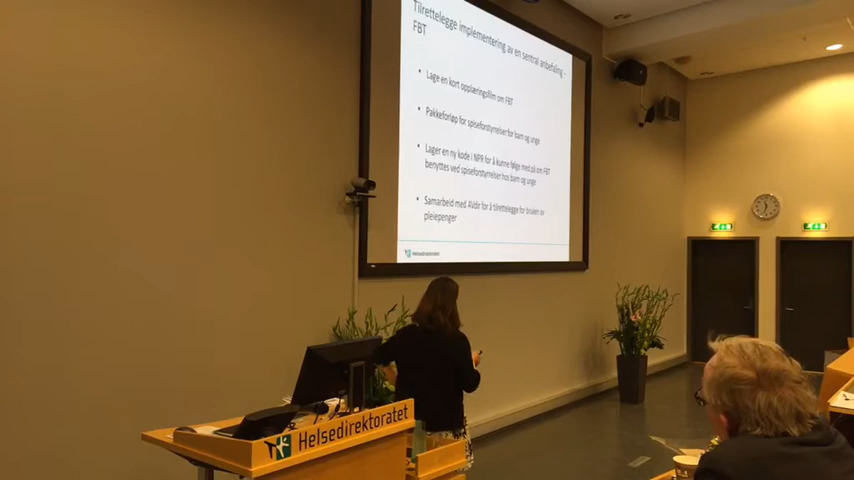 Tilrettelegge implementering av en sentral anbefaling -
FBT
• Lage en kort opplæringsfilm om FBT
• Pakkeforløp for spiseforstyrrelser for barn og unge
• Lager en ny kode i NPR for å kunne følge med på om FBT
benyttes ved spiseforstyrrelser hos barn og unge
• Samarbeid med AVdir for å tilrettelegge for bruken av
pleiepenger
Helsedirektoratet
Helsedirektoratet